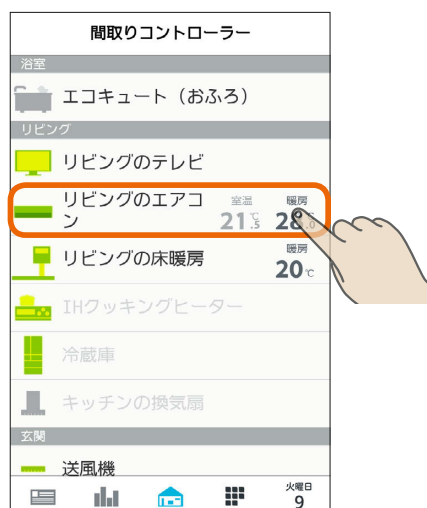 間取りコントローラー
浴室
エコキュート（おふろ）
リビング
リビングのテレビ
リビングのエアコ
ン
室温
21℃.5
暖房
28
リビングの床暖房
暖房
20℃
IHクッキングヒーター
冷蔵庫
キッチンの換気扇
玄関
送風機
火曜日
9